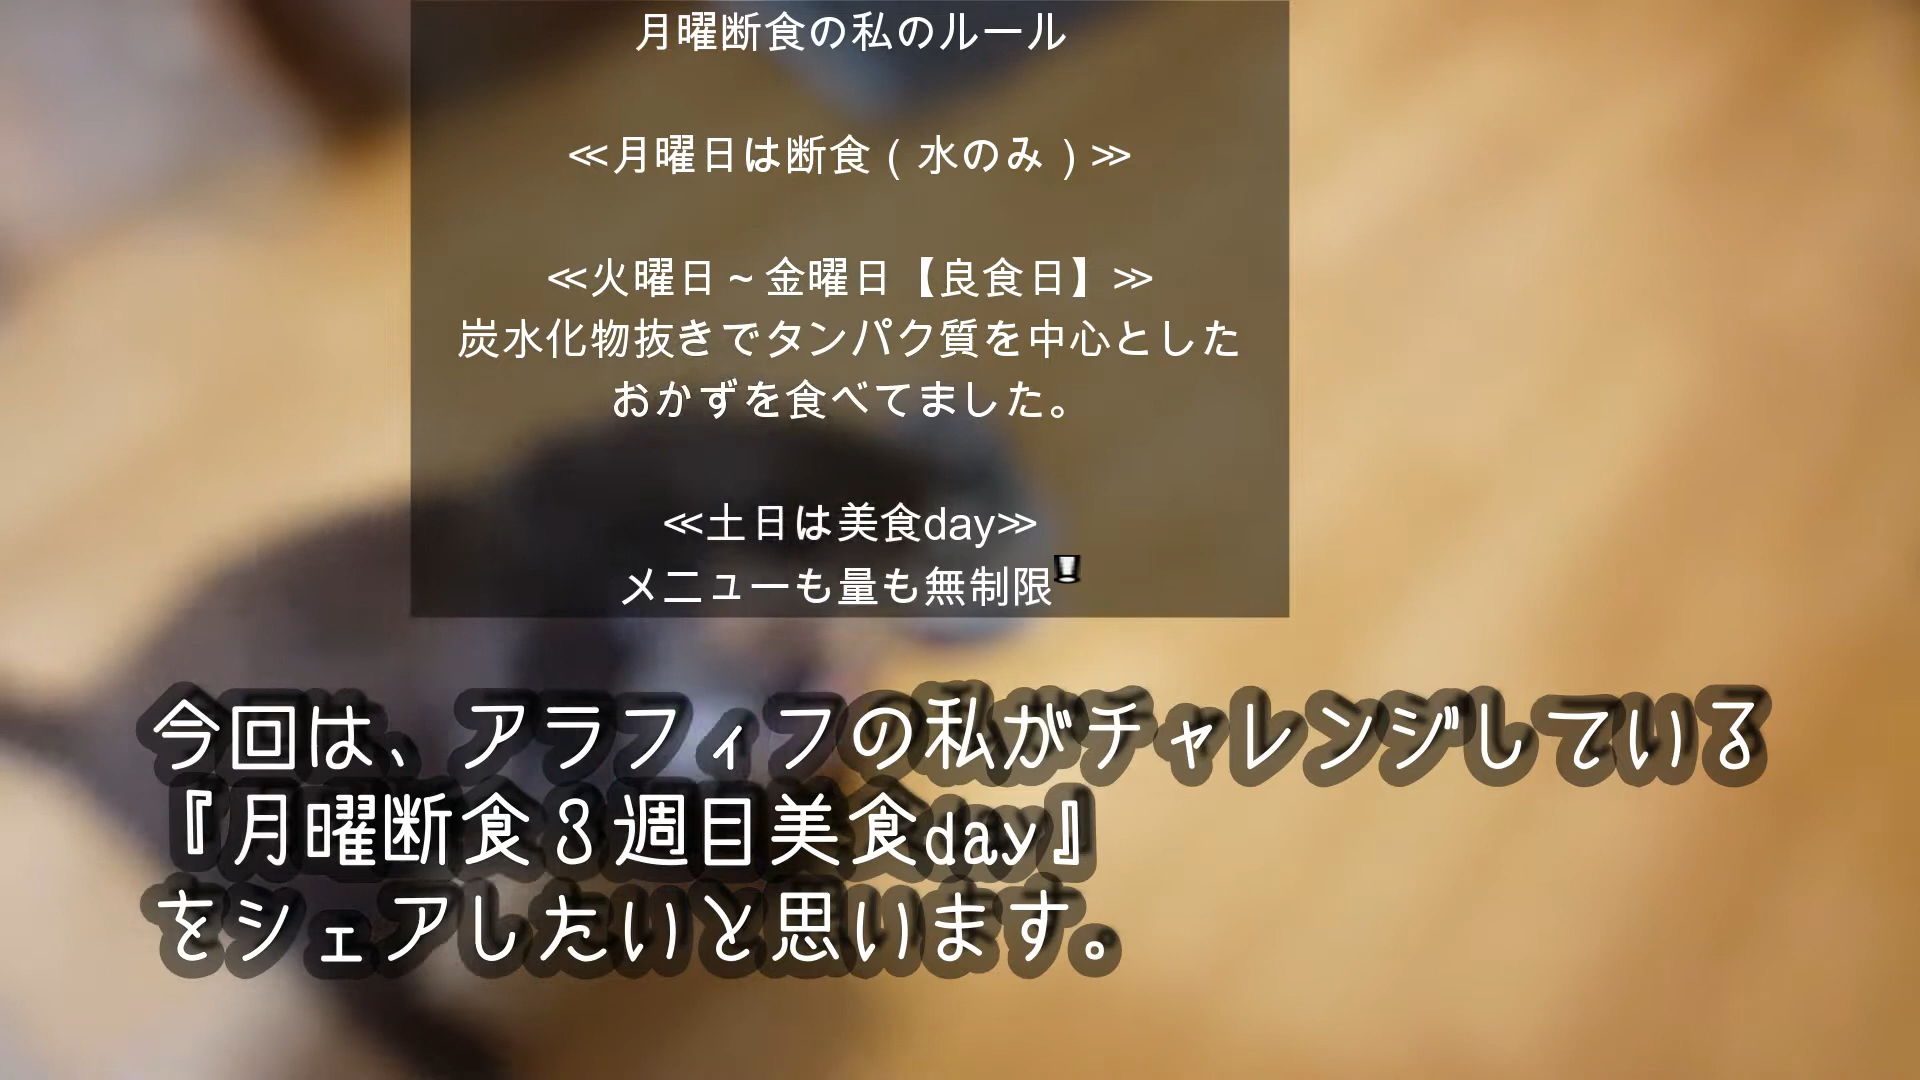 月曜断食の私のルール
≪月曜日は断食(水のみ)≫
≪火曜日~金曜日【良食日】≫
炭水化物抜きでタンパク質を中心とした
おかずを食べてました。
≪土日は美食day≫
メニューも量も無制限
今回は、アラフィフの私がチャレンジしている
『月曜断食3週目美食day』
をシェアしたいと思います。